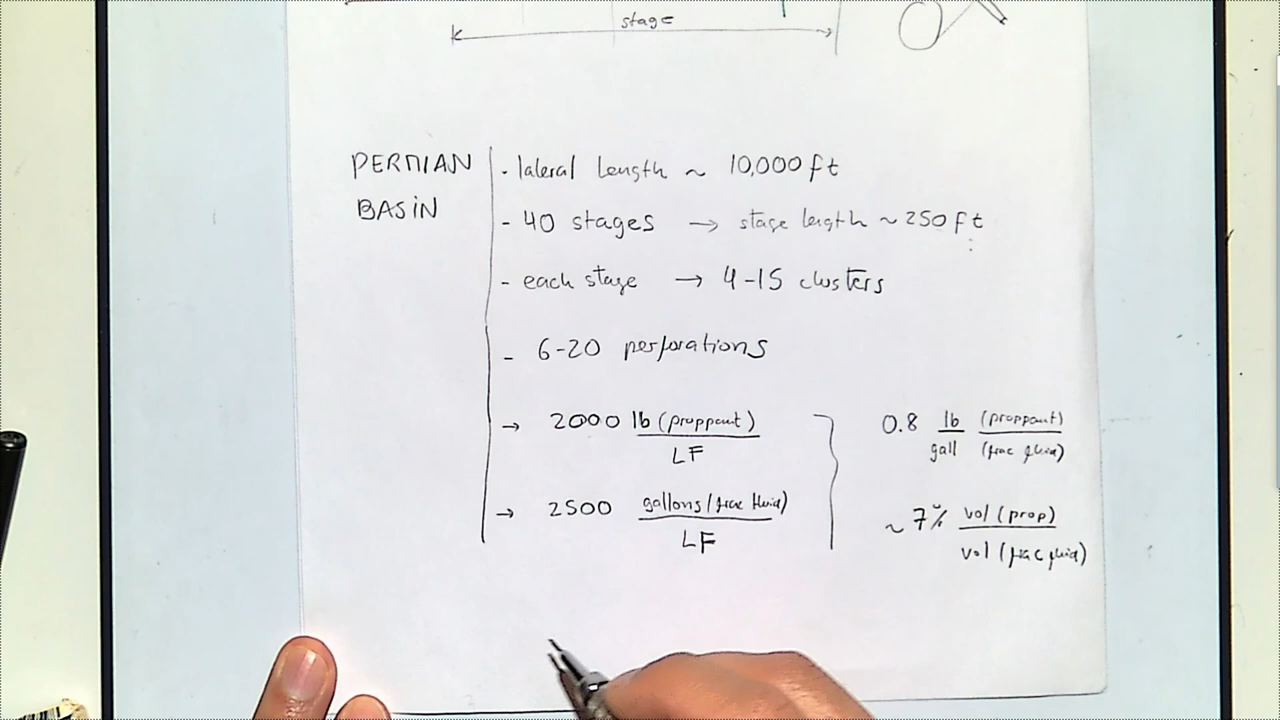 stage
PERMIAN
BASIN
- lateral length ~ 10,000 ft
- 40 stages → stage length ~ 250 ft
- each stage → 4-15 clusters
- 6-20 perforations
→ 2000 lb (proppant)
LF
→ 2500 gallons (frac fluid)
LF
0.8 lb (proppant)
gall (frac fluid)
~ 7% vol (prop)
vol (frac fluid)